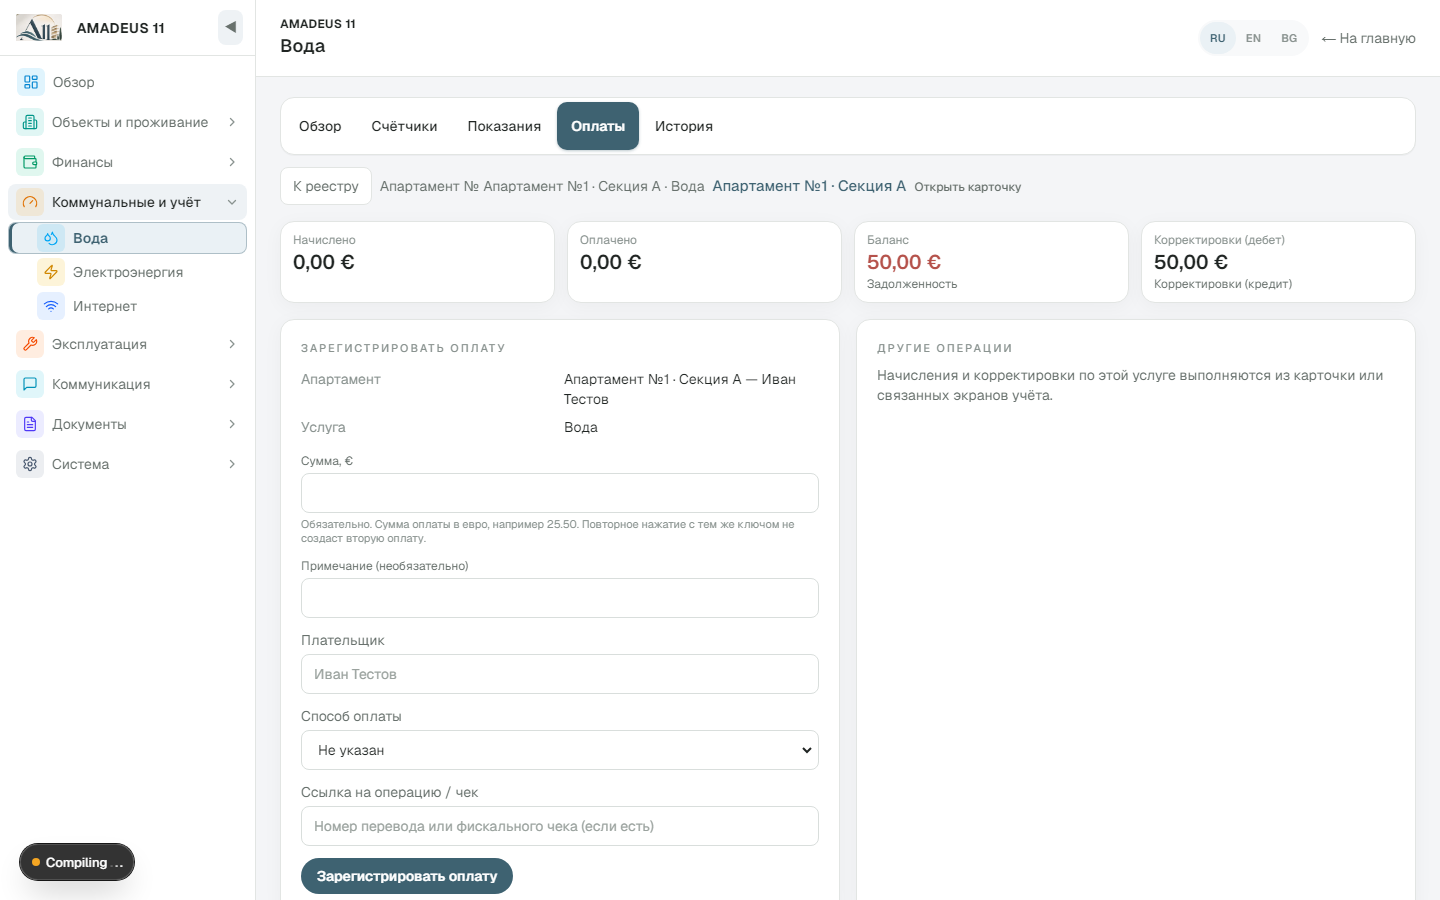 AMADEUS 11
Обзор
Объекты и проживание
Финансы
Коммунальные и учёт
Вода
Электроэнергия
Интернет
Эксплуатация
Коммуникация
Документы
Система
Compiling ...
AMADEUS 11
Вода
RU EN BG ← На главную
Обзор Счётчики Показания Оплаты История
К реестру Апартамент № Апартамент №1 · Секция А · Вода Апартамент №1 · Секция А Открыть карточку
Начислено
0,00 €
Оплачено
0,00 €
Баланс
50,00 €
Задолженность
Корректировки (дебет)
50,00 €
Корректировки (кредит)
ЗАРЕГИСТРИРОВАТЬ ОПЛАТУ
Апартамент
Апартамент №1 · Секция А — Иван
Тестов
Услуга
Вода
Сумма, €
Обязательно. Сумма оплаты в евро, например 25.50. Повторное нажатие с тем же ключом не
создаст вторую оплату.
Примечание (необязательно)
Плательщик
Иван Тестов
Способ оплаты
Не указан
Ссылка на операцию / чек
Номер перевода или фискального чека (если есть)
Зарегистрировать оплату
ДРУГИЕ ОПЕРАЦИИ
Начисления и корректировки по этой услуге выполняются из карточки или
связанных экранов учёта.